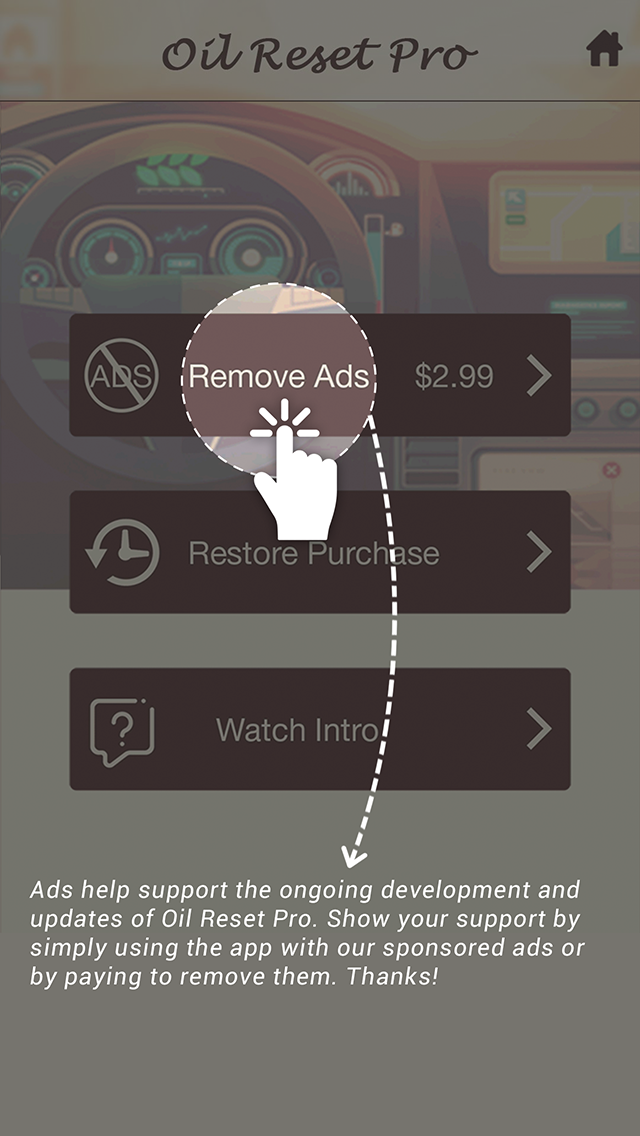 Oil Reset Pro
ADS
Remove Ads
$2.99
Restore Purchase
Watch Intro
Ads help support the ongoing development and
updates of Oil Reset Pro. Show your support by
simply using the app with our sponsored ads or
by paying to remove them. Thanks!